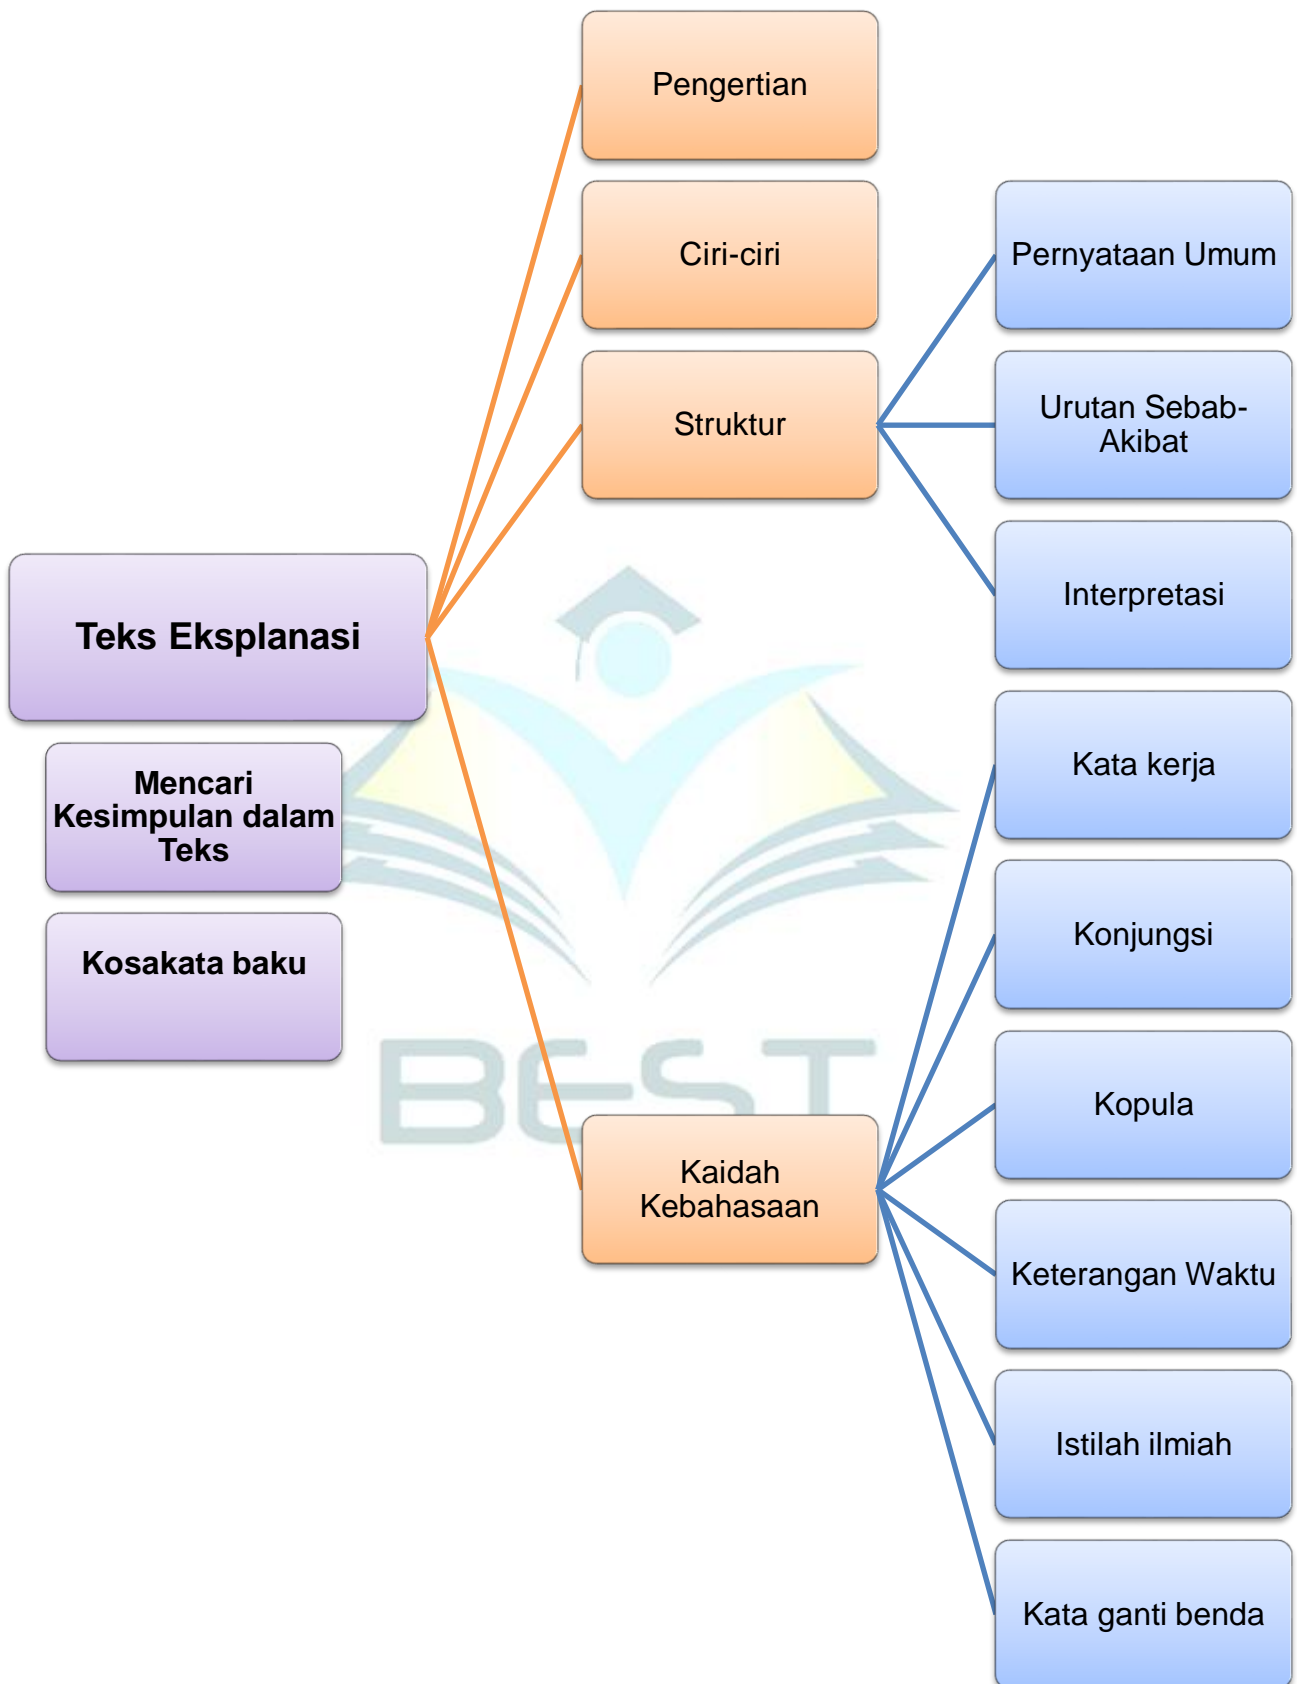 Pengertian
Ciri-ciri
Struktur
Pernyataan Umum
Urutan Sebab-
Akibat
Interpretasi
Teks Eksplanasi
Mencari
Kesimpulan dalam
Teks
Kosakata baku
BEST
Kaidah
Kebahasaan
Kata kerja
Konjungsi
Kopula
Keterangan Waktu
Istilah ilmiah
Kata ganti benda